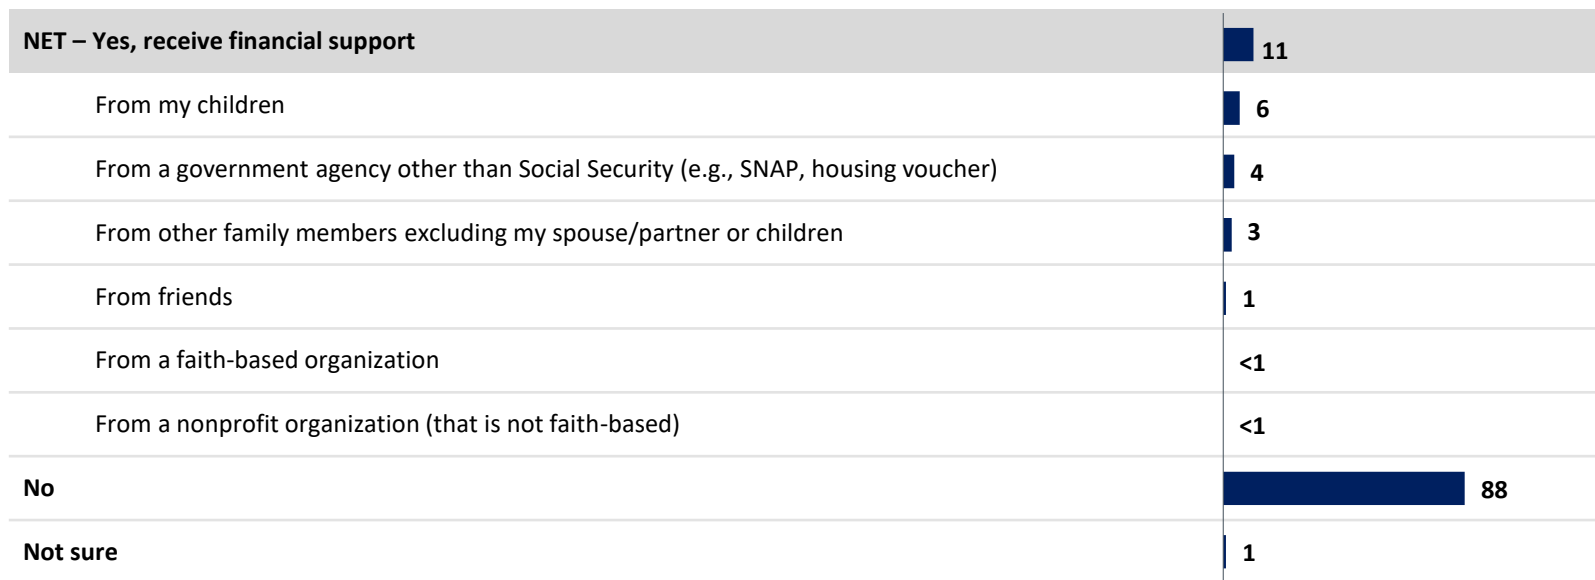 NET – Yes, receive financial support 11
From my children 6
From a government agency other than Social Security (e.g., SNAP, housing voucher) 4
From other family members excluding my spouse/partner or children 3
From friends 1
From a faith-based organization <1
From a nonprofit organization (that is not faith-based) <1
No 88
Not sure 1